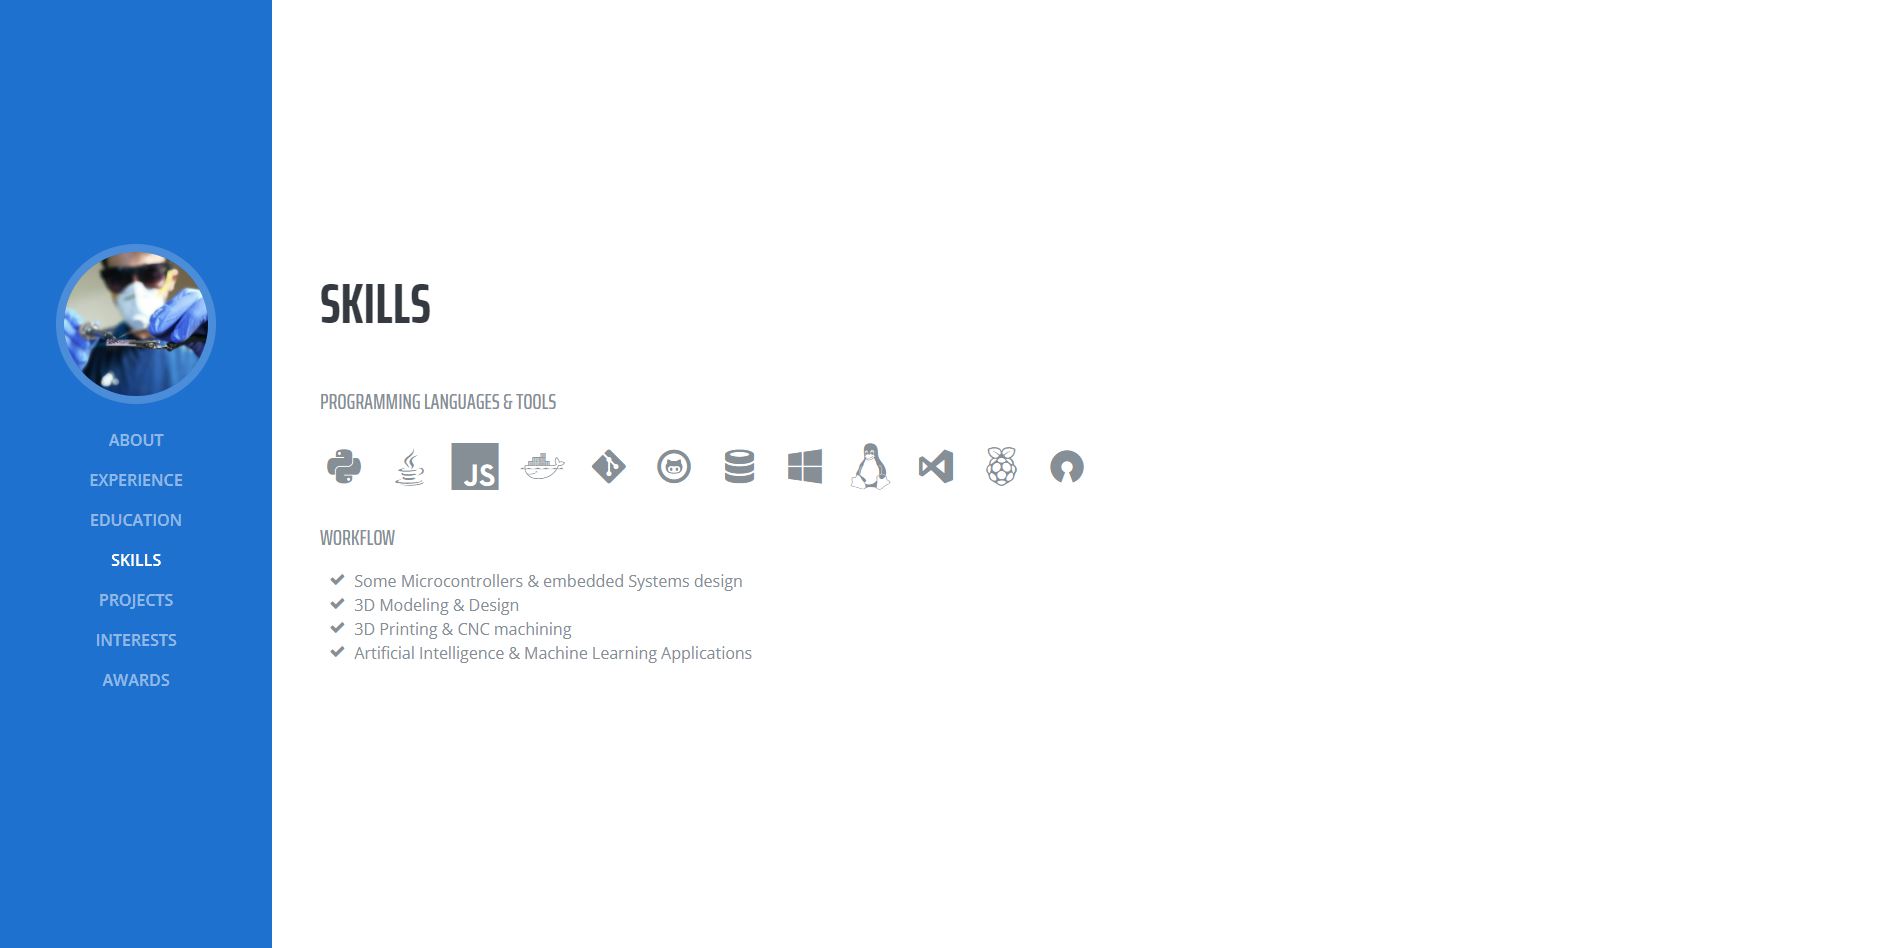 ABOUT
EXPERIENCE
EDUCATION
SKILLS
PROJECTS
INTERESTS
AWARDS
SKILLS
PROGRAMMING LANGUAGES & TOOLS
JS
WORKFLOW
Some Microcontrollers & embedded Systems design
3D Modeling & Design
3D Printing & CNC machining
Artificial Intelligence & Machine Learning Applications